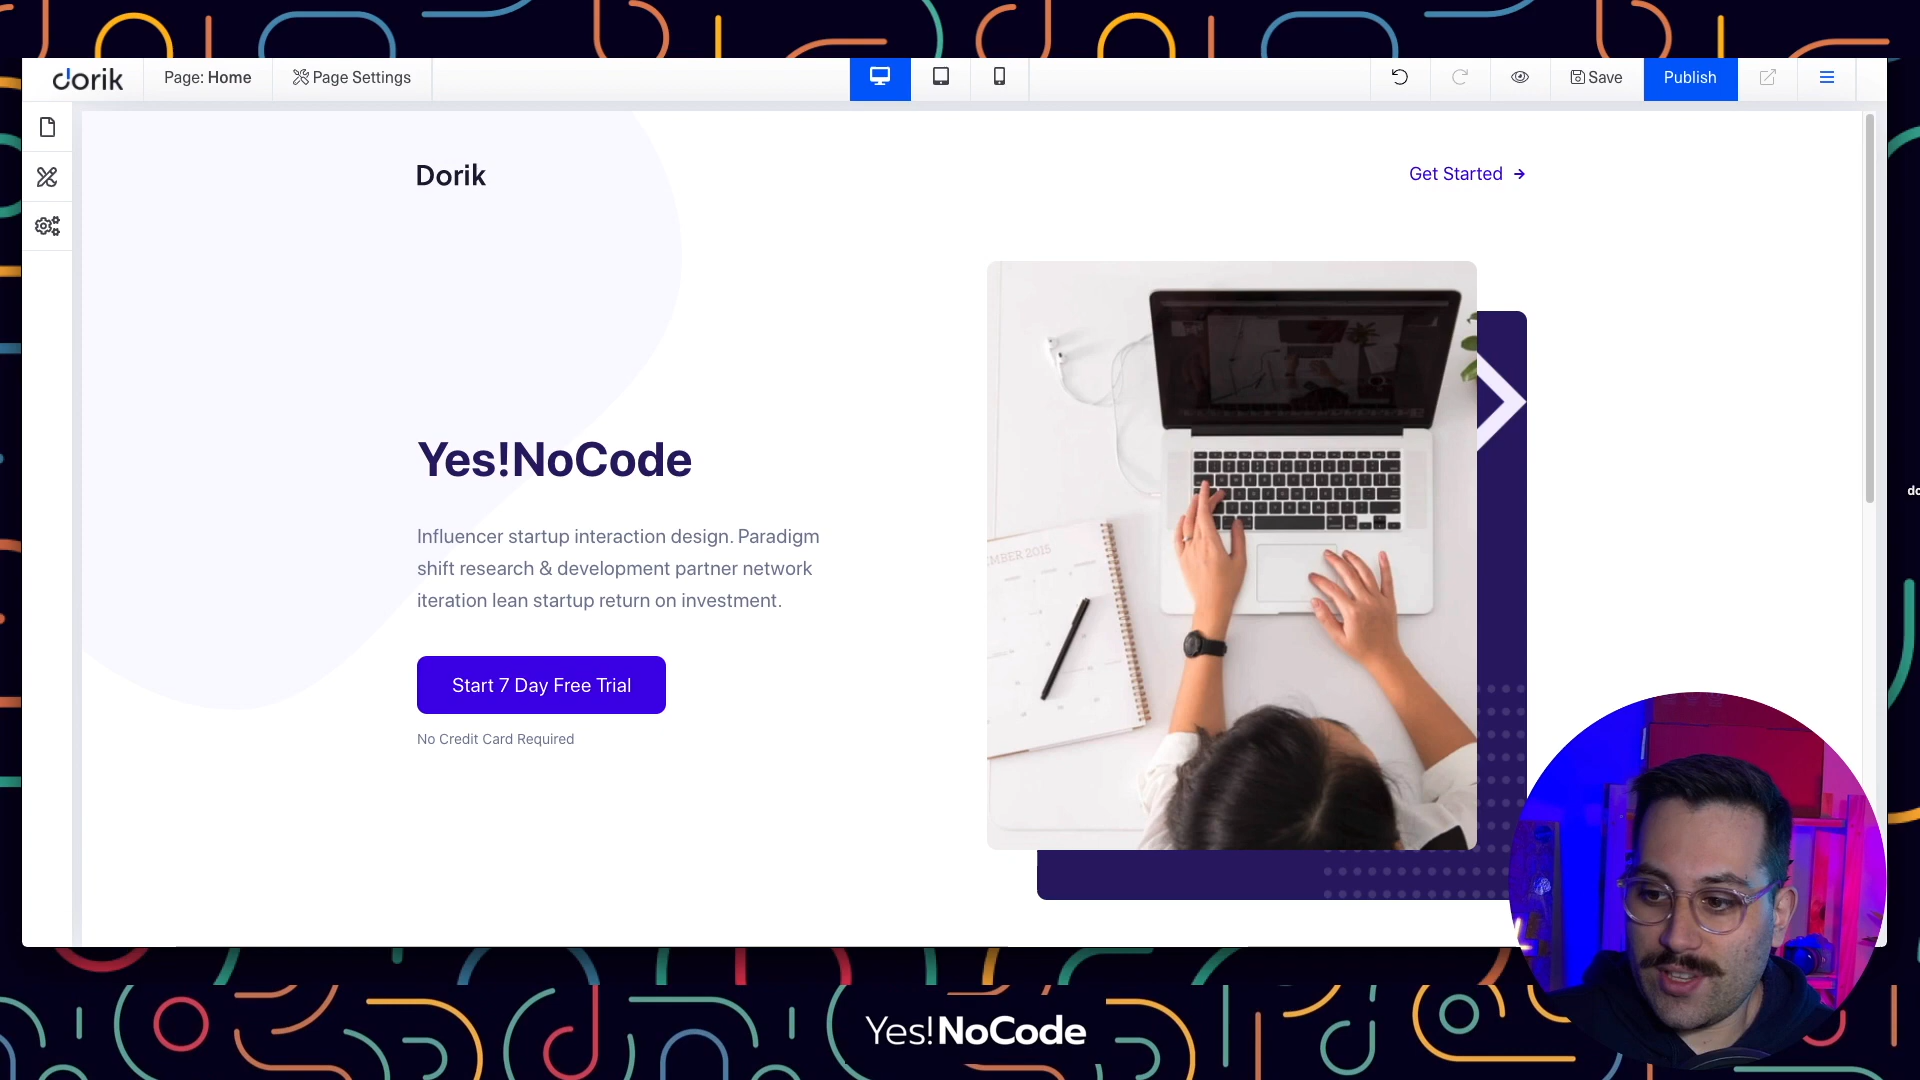 dorik
Page: Home
Page Settings
Save
Publish
Dorik
Get Started
Yes!NoCode
Influencer startup interaction design. Paradigm
shift research & development partner network
iteration lean startup return on investment.
Start 7 Day Free Trial
No Credit Card Required
Yes!NoCode